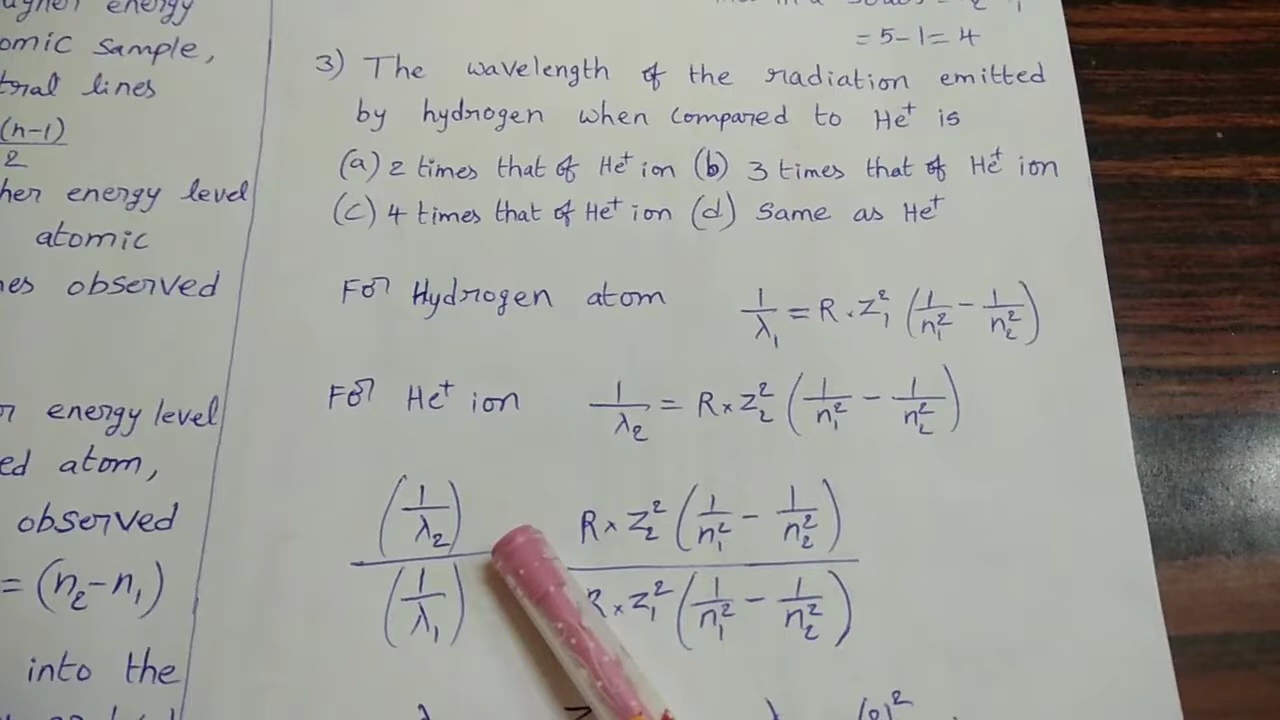 energy
omic sample,
tral lines
(n-1)
2
her energy level
atomic
es observed
energy level
ed atom,
observed
= (n₂-n₁)
into the
= 5-1= 4
3) The wavelength of the radiation emitted
by hydrogen when compared to He⁺ is
(a) 2 times that of He⁺ ion (b) 3 times that of He⁺ ion
(c) 4 times that of He⁺ ion (d) Same as He⁺
For Hydrogen atom 1/λ₁ = R.Z₁² (1/n₁² - 1/n₂²)
For He⁺ ion 1/λ₂ = R×Z₂² (1/n₁² - 1/n₂²)
(1/λ₂) R×Z₂² (1/n₁² - 1/n₂²)
(1/λ₁) R×Z₁² (1/n₁² - 1/n₂²)